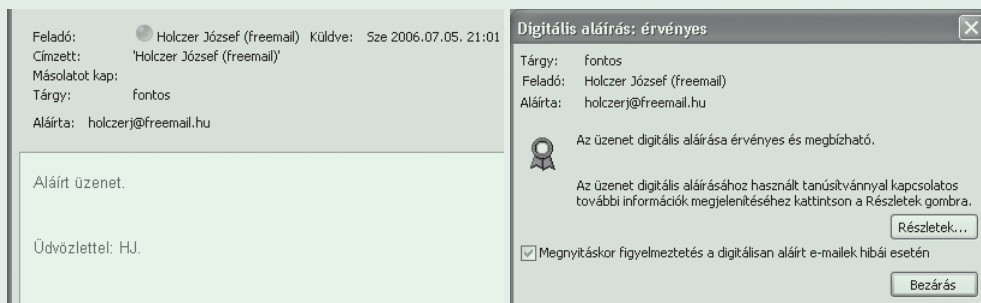 Feladó: Holczer József (freemail) Küldve: Sze 2006.07.05. 21:01
Címzett: 'Holczer József (freemail)'
Másolatot kap:
Tárgy: fontos
Aláírta: holczerj@freemail.hu
Aláírt üzenet.
Üdvözlettel: HJ.
Digitális aláírás: érvényes
Tárgy: fontos
Feladó: Holczer József (freemail)
Aláírta: holczerj@freemail.hu
Az üzenet digitális aláírása érvényes és megbízható.
Az üzenet digitális aláírásához használt tanúsítvánnyal kapcsolatos
további információk megjelenítéséhez kattintson a Részletek gombra.
Részletek...
Megnyitáskor figyelmeztetés a digitálisan aláírt e-mailek hibái esetén
Bezárás